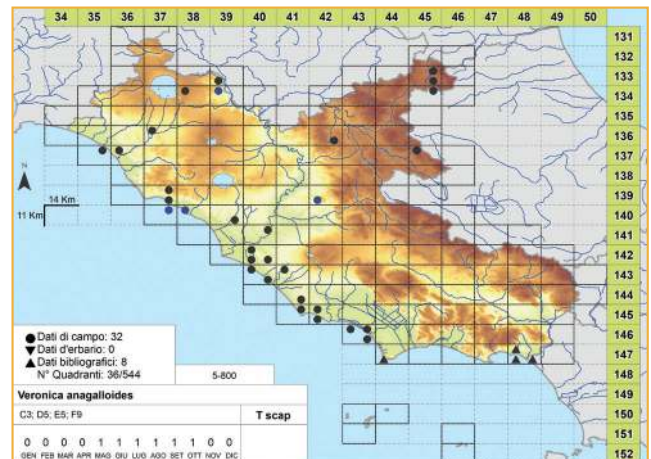 34 35 36 37 38 39 40 41 42 43 44 45 46 47 48 49 50
131
132
133
134
135
136
137
138
139
140
141
142
143
144
145
146
147
148
149
150
151
152
N
14 Km
11 Km
Dati di campo: 32
Dati d'erbario: 0
Dati bibliografici: 8
N° Quadranti: 36/544
5-800
Veronica anagalloides
C3; D5; E5; F9
T scap
0 0 0 0 1 1 1 1 1 1 0 0
GEN FEB MAR APR MAG GIU LUG AGO SET OTT NOV DIC